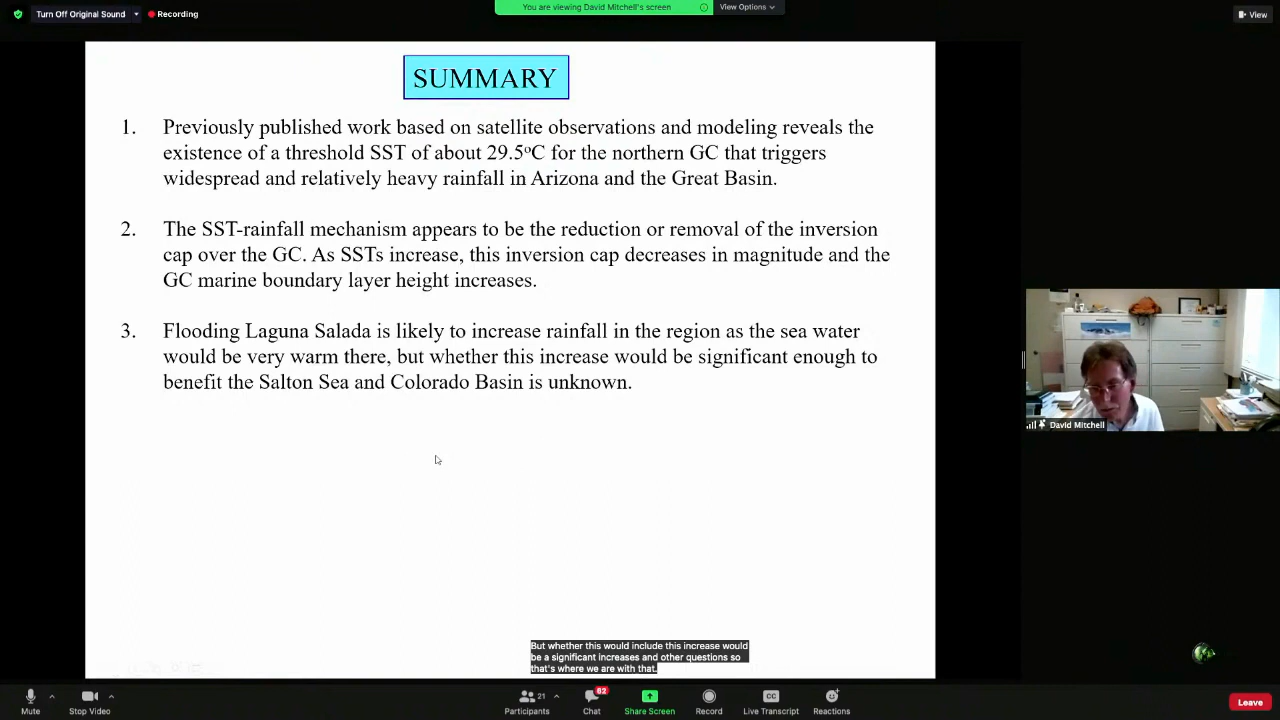 Turn Off Original Sound
Recording
You are viewing David Mitchell's screen
View Options
View
SUMMARY
1. Previously published work based on satellite observations and modeling reveals the
existence of a threshold SST of about 29.5°C for the northern GC that triggers
widespread and relatively heavy rainfall in Arizona and the Great Basin.
2. The SST-rainfall mechanism appears to be the reduction or removal of the inversion
cap over the GC. As SSTs increase, this inversion cap decreases in magnitude and the
GC marine boundary layer height increases.
3. Flooding Laguna Salada is likely to increase rainfall in the region as the sea water
would be very warm there, but whether this increase would be significant enough to
benefit the Salton Sea and Colorado Basin is unknown.
David Mitchell
But whether this would include this increase would
be a significant increases and other questions so
that's where we are with that.
Mute
Stop Video
21
Participants
62
Chat
Share Screen
Record
CC
Live Transcript
Reactions
Leave